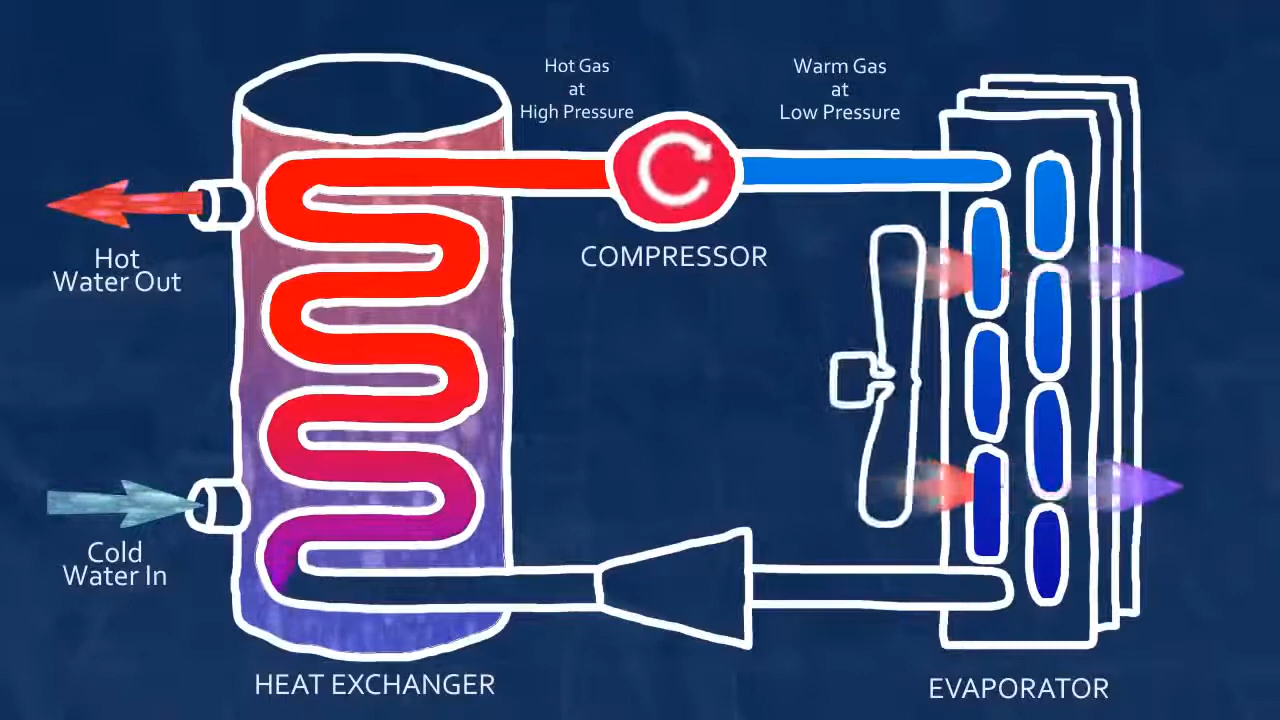 Hot Gas
at
High Pressure
Warm Gas
at
Low Pressure
COMPRESSOR
Hot
Water Out
Cold
Water In
HEAT EXCHANGER
EVAPORATOR